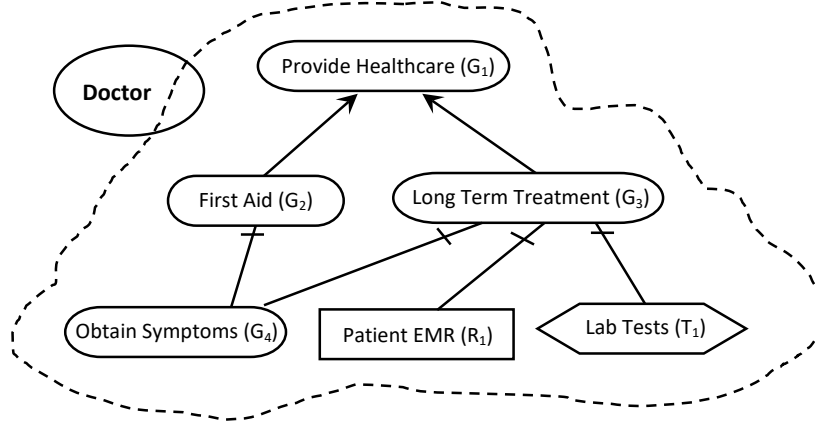 Provide Healthcare (G₁)
Doctor
First Aid (G₂)
Long Term Treatment (G₃)
Obtain Symptoms (G₄)
Patient EMR (R₁)
Lab Tests (T₁)